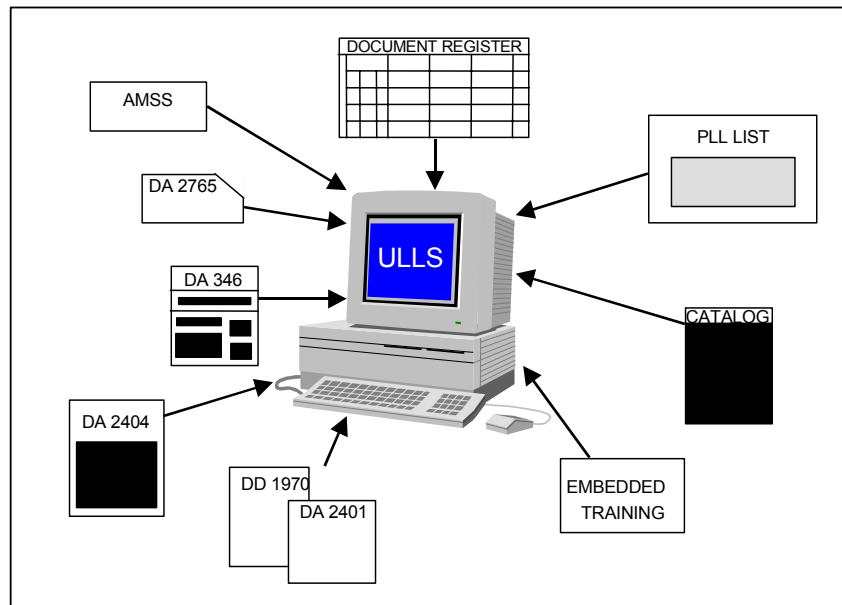 DOCUMENT REGISTER
AMSS
PLL LIST
DA 2765
ULLS
DA 346
CATALOG
DA 2404
DD 1970
DA 2401
EMBEDDED
TRAINING